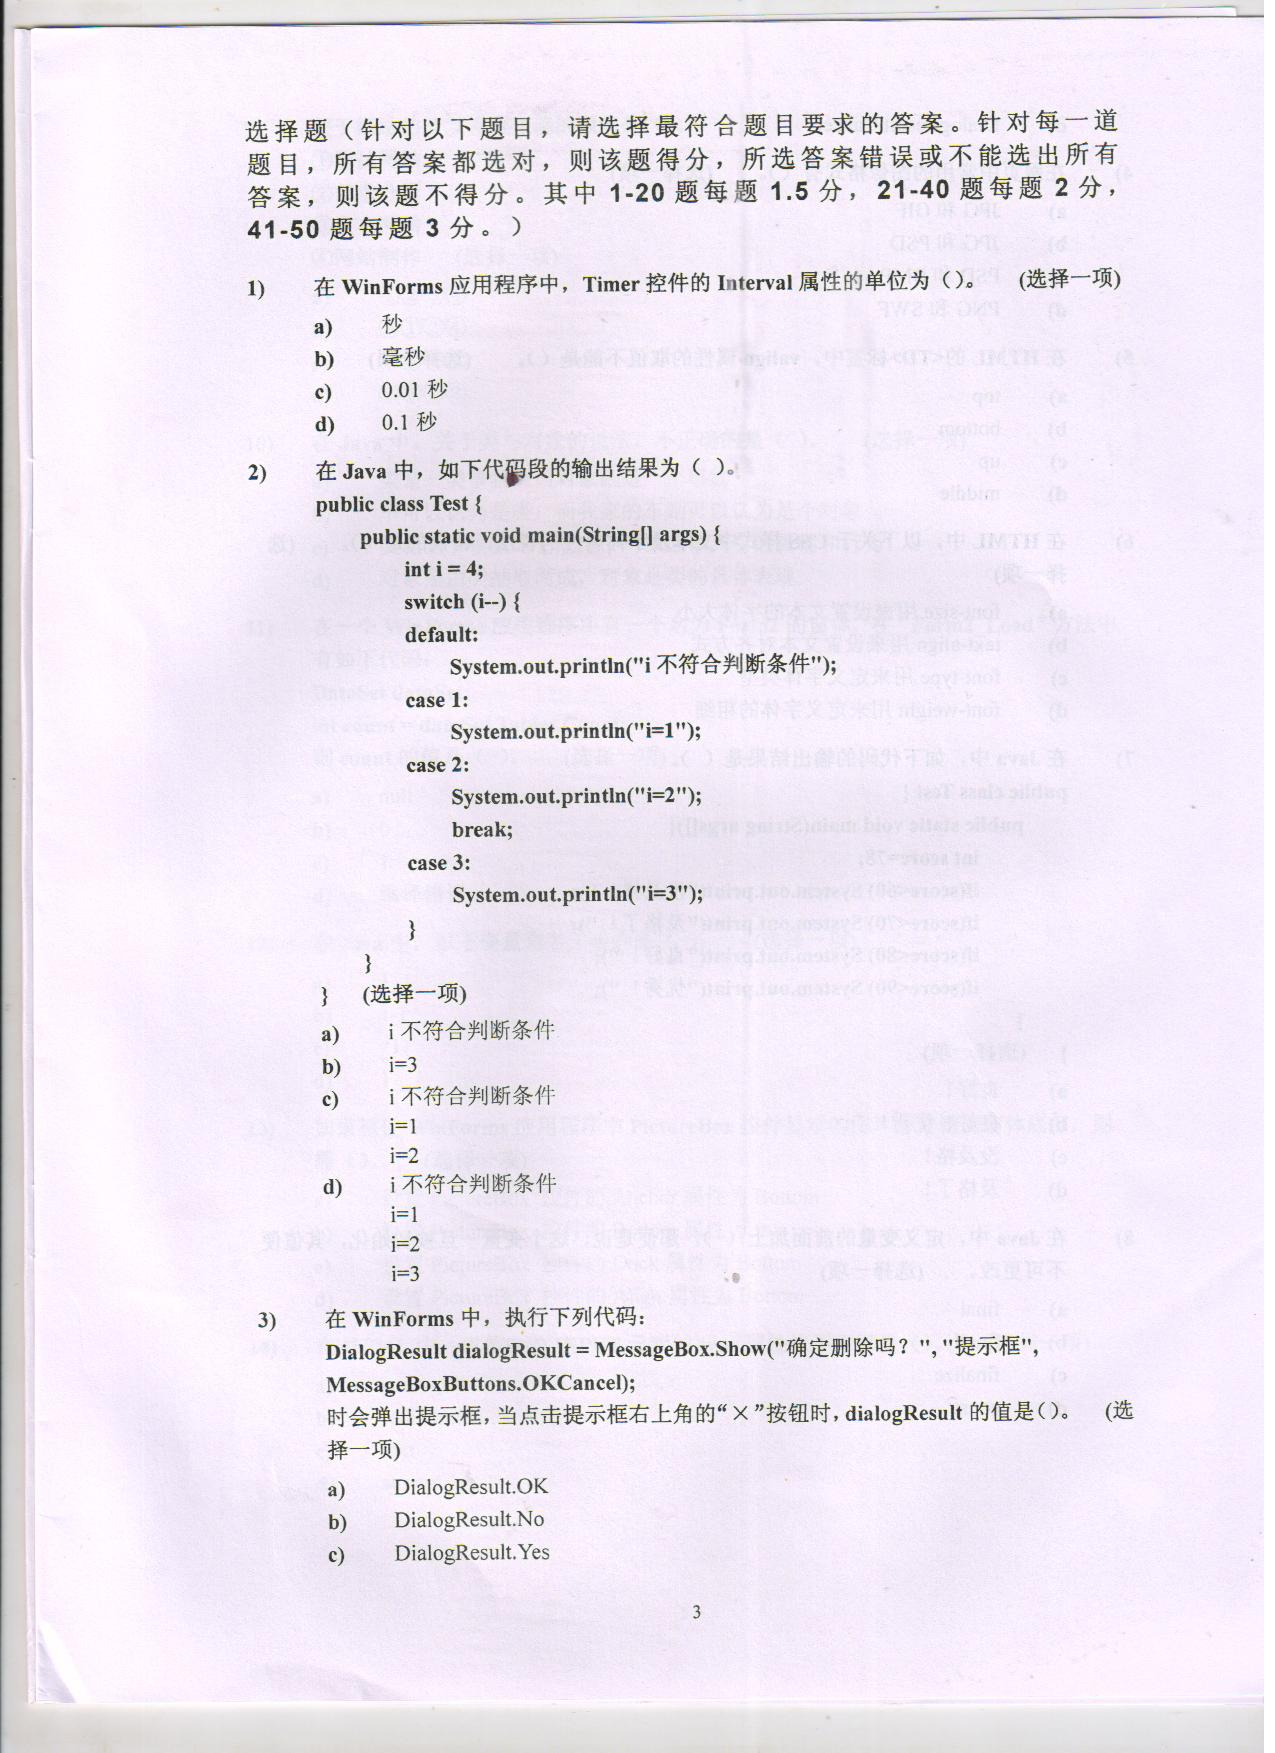 选择题（针对以下题目，请选择最符合题目要求的答案。针对每一道
题目，所有答案都选对，则该题得分，所选答案错误或不能选出所有
答案，则该题不得分。其中 1-20 题每题 1.5 分，21-40 题每题 2 分，
41-50 题每题 3 分。）
1) 在 WinForms 应用程序中，Timer 控件的 Interval 属性的单位为（）。 (选择一项)
a) 秒
b) 毫秒
c) 0.01 秒
d) 0.1 秒
2) 在 Java 中，如下代码段的输出结果为（ ）。
public class Test {
public static void main(String[] args) {
int i = 4;
switch (i--) {
default:
System.out.println("i 不符合判断条件");
case 1:
System.out.println("i=1");
case 2:
System.out.println("i=2");
break;
case 3:
System.out.println("i=3");
}
}
} (选择一项)
a) i 不符合判断条件
b) i=3
c) i 不符合判断条件
i=1
i=2
d) i 不符合判断条件
i=1
i=2
i=3
3) 在 WinForms 中，执行下列代码：
DialogResult dialogResult = MessageBox.Show("确定删除吗？", "提示框",
MessageBoxButtons.OKCancel);
时会弹出提示框，当点击提示框右上角的“×”按钮时，dialogResult 的值是（）。 (选
择一项)
a) DialogResult.OK
b) DialogResult.No
c) DialogResult.Yes
3